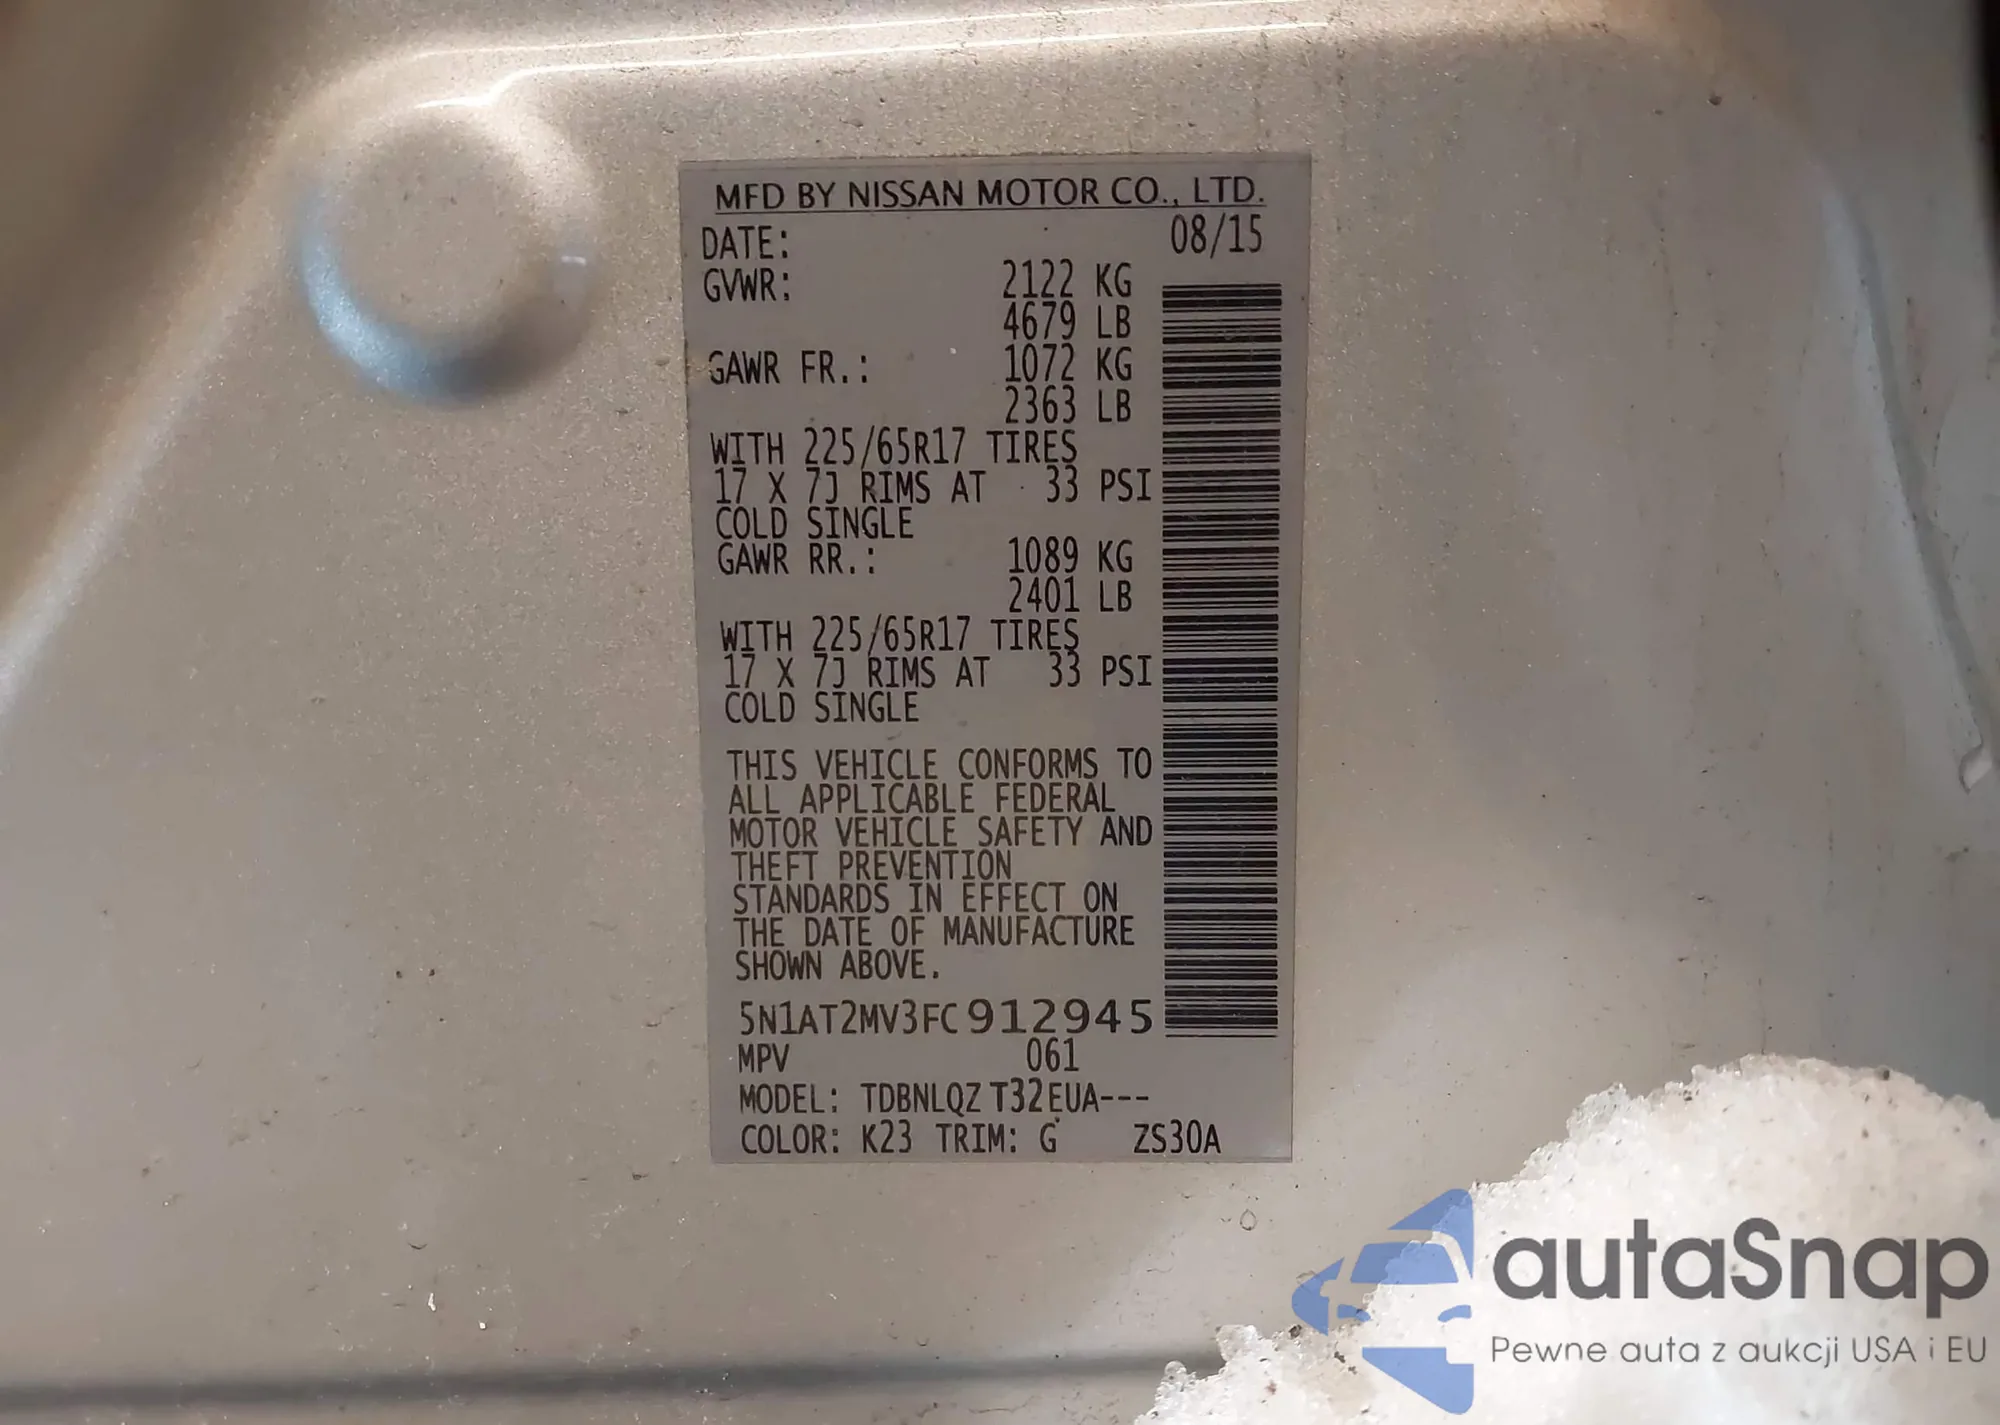 MFD BY NISSAN MOTOR CO., LTD.
DATE: 08/15
GVWR: 2122 KG
4679 LB
GAWR FR.: 1072 KG
2363 LB
WITH 225/65R17 TIRES
17 X 7J RIMS AT 33 PSI
COLD SINGLE
GAWR RR.: 1089 KG
2401 LB
WITH 225/65R17 TIRES
17 X 7J RIMS AT 33 PSI
COLD SINGLE
THIS VEHICLE CONFORMS TO
ALL APPLICABLE FEDERAL
MOTOR VEHICLE SAFETY AND
THEFT PREVENTION
STANDARDS IN EFFECT ON
THE DATE OF MANUFACTURE
SHOWN ABOVE.
5N1AT2MV3FC912945
MPV 061
MODEL: TDBNLQZ T32EUA---
COLOR: K23 TRIM: G ZS30A
autaSnap
Pewne auta z aukcji USA i EU